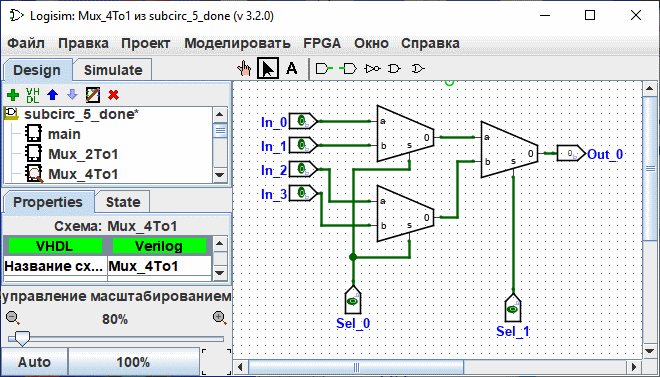 Logisim: Mux_4To1 из subcirc_5_done (v 3.2.0)
Файл Правка Проект Моделировать FPGA Окно Справка
Design Simulate
A
VH
DL
subcirc_5_done*
main
Mux_2To1
Mux_4To1
Properties State
Схема: Mux_4To1
VHDL Verilog
Название сх... Mux_4To1
управление масштабированием
80%
Auto 100%
In_0
In_1
In_2
In_3
a
b
s
0
a
b
s
0
a
b
s
0
0
Out_0
Sel_0
Sel_1